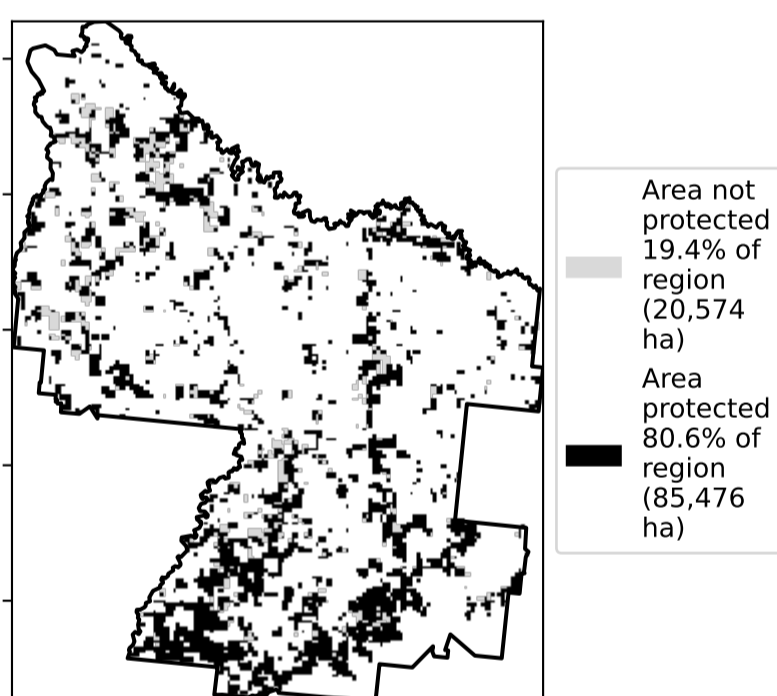 Area not
protected
19.4% of
region
(20,574
ha)
Area
protected
80.6% of
region
(85,476
ha)